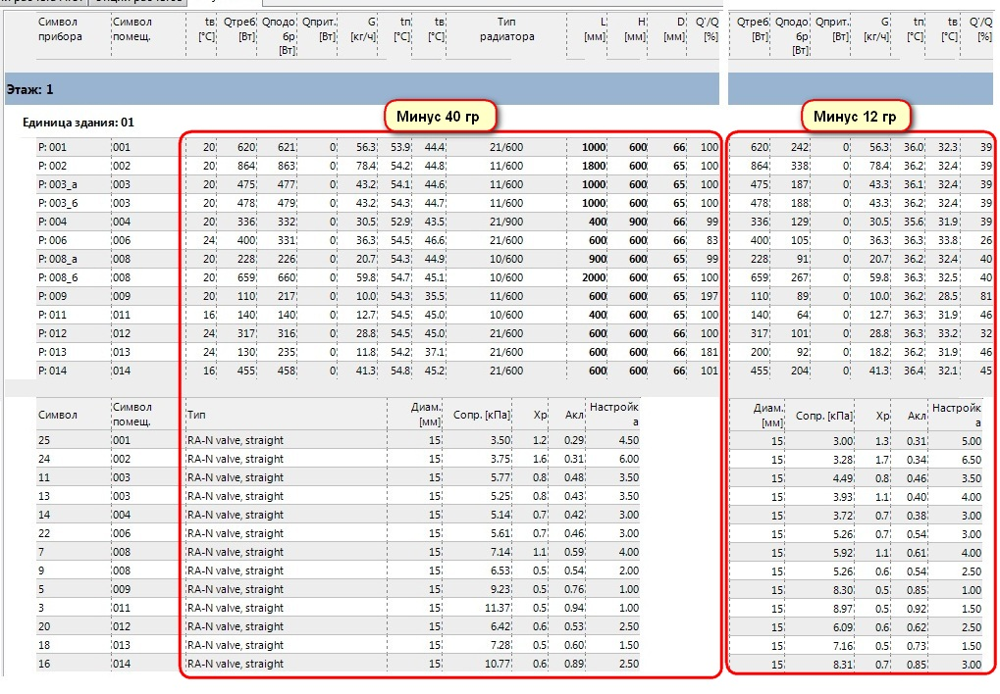 Символ прибора Символ помещ. tв [°C] Qтреб [Вт] Qподобр [Вт] Qприт. [Вт] G [кг/ч] tп [°C] tв [°C] Тип радиатора L [мм] H [мм] D [мм] Q'/Q [%] Qтреб [Вт] Qподобр [Вт] Qприт. [Вт] G [кг/ч] tп [°C] tв [°C] Q'/Q [%]
Этаж: 1
Единица здания: 01
Минус 40 гр Минус 12 гр
P: 001 001 20 620 621 0 56.3 53.9 44.4 21/600 1000 600 66 100 620 242 0 56.3 36.0 32.3 39
P: 002 002 20 864 863 0 78.4 54.2 44.8 11/600 1800 600 65 100 864 338 0 78.4 36.2 32.4 39
P: 003_а 003 20 475 477 0 43.2 54.1 44.6 11/600 1000 600 65 100 475 187 0 43.3 36.1 32.4 39
P: 003_б 003 20 478 479 0 43.2 54.3 44.7 11/600 1000 600 65 100 478 188 0 43.3 36.2 32.4 39
P: 004 004 20 336 332 0 30.5 52.9 43.5 21/900 400 900 66 99 336 129 0 30.5 35.6 31.9 39
P: 006 006 24 400 331 0 36.3 54.5 46.6 21/600 600 600 66 83 400 105 0 36.3 36.3 33.8 26
P: 008_а 008 20 228 226 0 20.7 54.3 44.9 10/600 900 600 65 99 228 91 0 20.7 36.2 32.4 40
P: 008_б 008 20 659 660 0 59.8 54.7 45.1 10/600 2000 600 65 100 659 267 0 59.8 36.3 32.5 40
P: 009 009 20 110 217 0 10.0 54.3 35.5 11/600 600 600 65 197 110 89 0 10.0 36.2 28.5 81
P: 011 011 16 140 140 0 12.7 54.5 45.0 10/600 400 600 65 100 140 64 0 12.7 36.3 31.9 46
P: 012 012 24 317 316 0 28.8 54.5 45.0 21/600 600 600 66 100 317 101 0 28.8 36.3 33.2 32
P: 013 013 24 130 235 0 11.8 54.2 37.1 21/600 600 600 66 181 200 92 0 18.2 36.2 31.9 46
P: 014 014 16 455 458 0 41.3 54.8 45.2 21/600 600 600 66 101 455 204 0 41.3 36.4 32.1 45
Символ Символ помещ. Тип Диам. [мм] Сопр. [кПа] Xp Акл Настройка Диам. [мм] Сопр. [кПа] Xp Акл Настройка
25 001 RA-N valve, straight 15 3.50 1.2 0.29 4.50 15 3.00 1.3 0.31 5.00
24 002 RA-N valve, straight 15 3.75 1.6 0.31 6.00 15 3.28 1.7 0.34 6.50
11 003 RA-N valve, straight 15 5.77 0.8 0.48 3.50 15 4.49 0.8 0.46 3.50
13 003 RA-N valve, straight 15 5.25 0.8 0.43 3.50 15 3.93 1.1 0.40 4.00
14 004 RA-N valve, straight 15 5.14 0.7 0.42 3.00 15 3.72 0.7 0.38 3.00
22 006 RA-N valve, straight 15 5.61 0.7 0.46 3.00 15 5.26 0.7 0.54 3.00
7 008 RA-N valve, straight 15 7.14 1.1 0.59 4.00 15 5.92 1.1 0.61 4.00
9 008 RA-N valve, straight 15 6.53 0.5 0.54 2.00 15 5.26 0.6 0.54 2.50
5 009 RA-N valve, straight 15 9.23 0.5 0.76 1.00 15 8.30 0.5 0.85 1.00
3 011 RA-N valve, straight 15 11.37 0.5 0.94 1.00 15 8.97 0.5 0.92 1.50
20 012 RA-N valve, straight 15 6.42 0.6 0.53 2.50 15 6.09 0.6 0.62 2.50
18 013 RA-N valve, straight 15 7.28 0.5 0.60 1.50 15 7.16 0.5 0.73 1.50
16 014 RA-N valve, straight 15 10.77 0.6 0.89 2.50 15 8.31 0.7 0.85 3.00